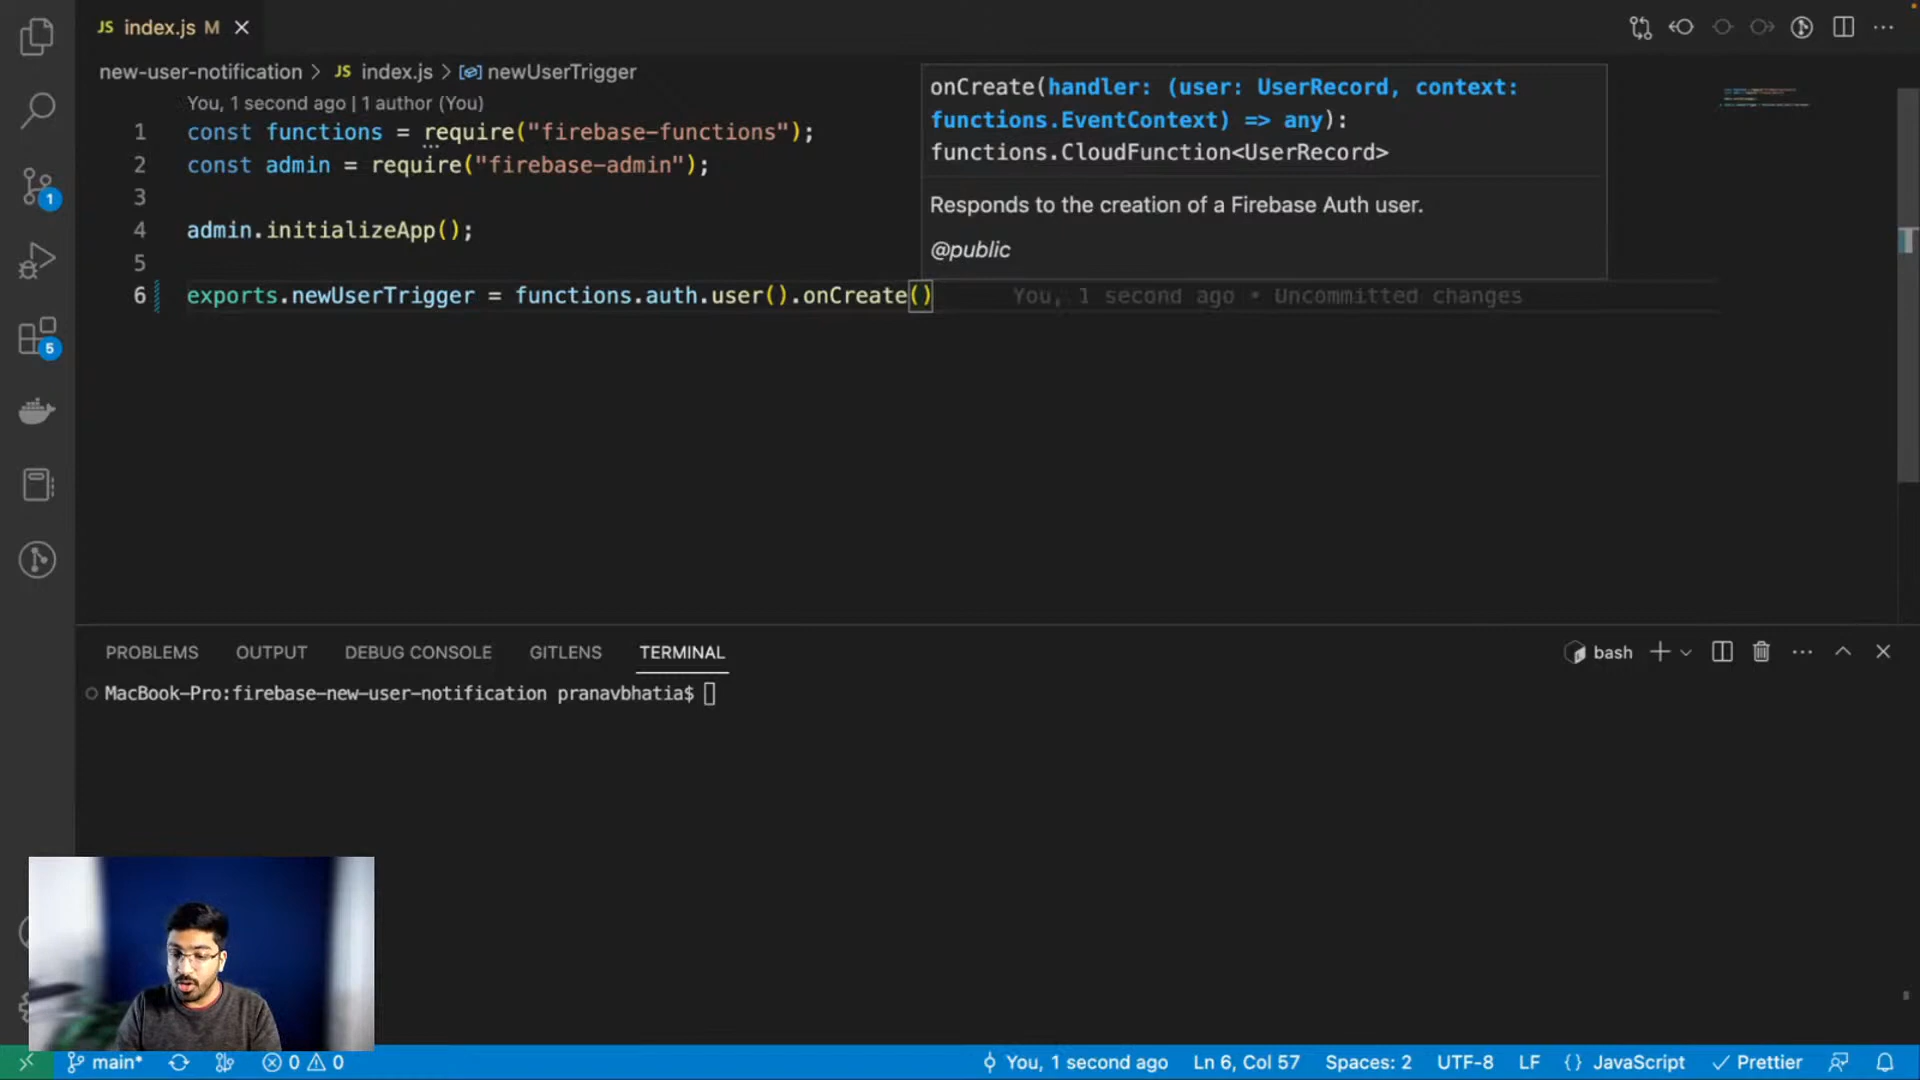 JS index.js M
new-user-notification > JS index.js > newUserTrigger
You, 1 second ago | 1 author (You)
1 const functions = require("firebase-functions");
2 const admin = require("firebase-admin");
3
4 admin.initializeApp();
5
6 exports.newUserTrigger = functions.auth.user().onCreate() You, 1 second ago • Uncommitted changes
onCreate(handler: (user: UserRecord, context:
functions.EventContext) => any):
functions.CloudFunction<UserRecord>
Responds to the creation of a Firebase Auth user.
@public
1
5
PROBLEMS OUTPUT DEBUG CONSOLE GITLENS TERMINAL
bash
MacBook-Pro:firebase-new-user-notification pranavbhatia$
main* 0 0 You, 1 second ago Ln 6, Col 57 Spaces: 2 UTF-8 LF {} JavaScript Prettier